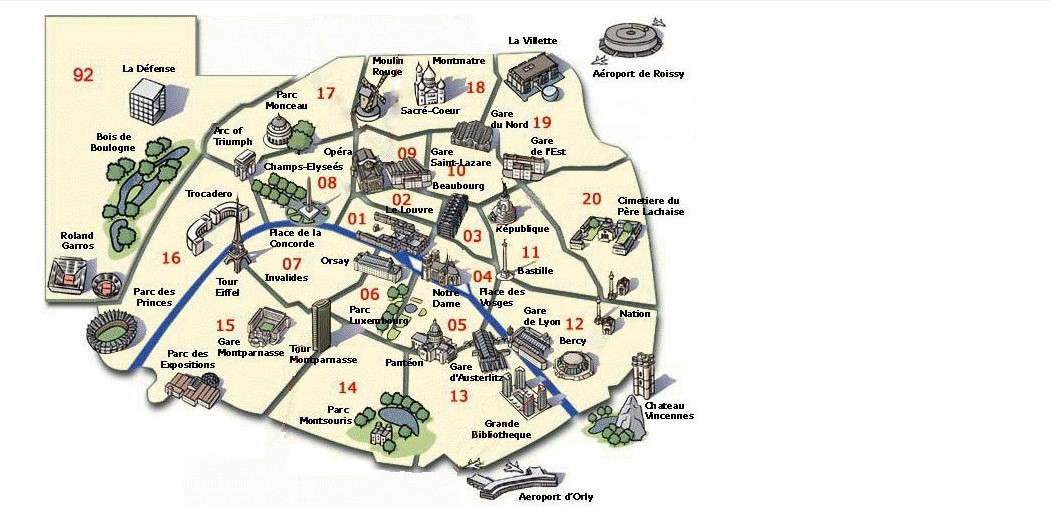 La Villette
Aéroport de Roissy
92
La Défense
Moulin
Rouge
Montmatre
18
Sacré-Coeur
17
Parc
Monceau
Gare
du Nord
19
Gare
de l'Est
Bois de
Boulogne
Arc of
Triumph
Opéra
09
Gare
Saint-Lazare
10
Beaubourg
Champs-Elyseés
08
20
Cimetiere du
Père Lachaise
Trocadero
02
Le Louvre
01
Place de la
Concorde
03
République
11
Roland
Garros
16
07
Invalides
Orsay
04
Bastille
Tour
Eiffel
Parc des
Princes
06
Notre
Dame
Place des
Vosges
Nation
Parc
Luxembourg
05
Gare
de Lyon
12
Bercy
15
Gare
Montparnasse
Tour
Montparnasse
Parc des
Expositions
Pantéon
Gare
d'Austerlitz
14
13
Parc
Montsouris
Grande
Bibliotheque
Chateau
Vincennes
Aeroport d'Orly